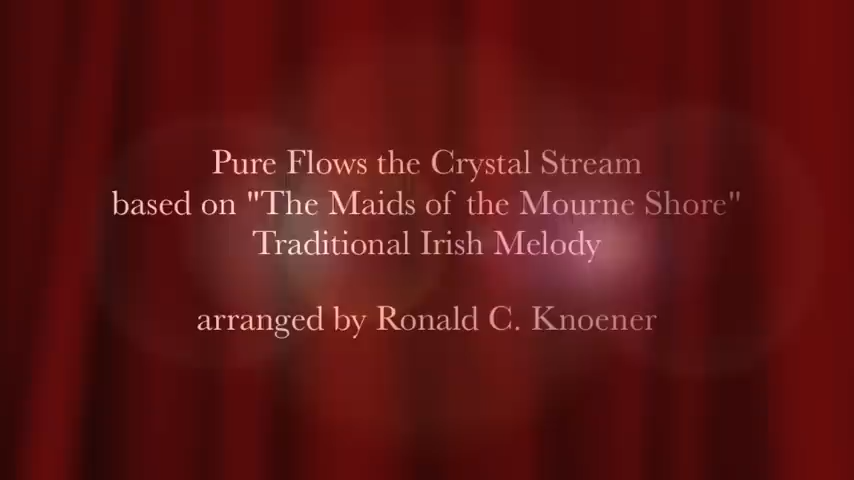 Pure Flows the Crystal Stream
based on "The Maids of the Mourne Shore"
Traditional Irish Melody
arranged by Ronald C. Knoener